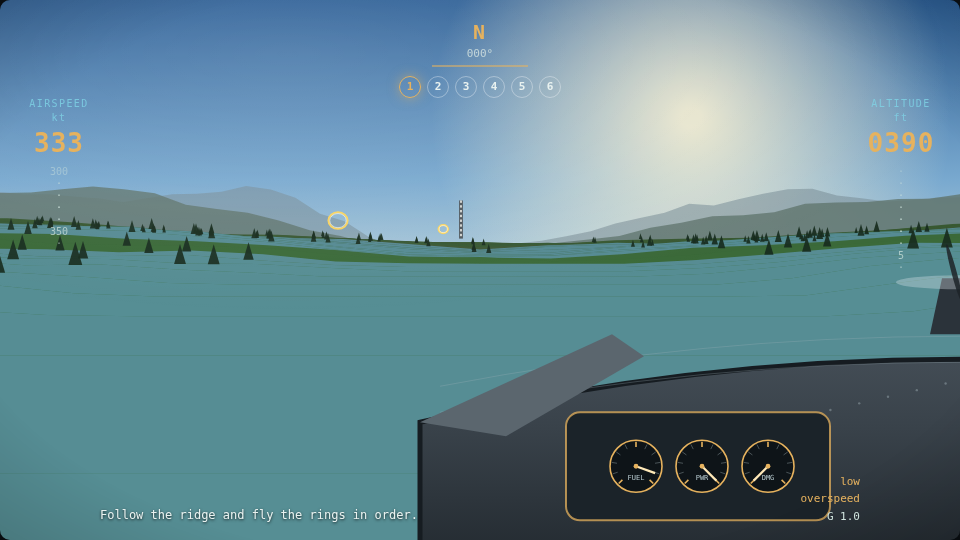 N
000°
1 2 3 4 5 6
AIRSPEED
kt
333
300
350
ALTITUDE
ft
0390
5
FUEL
PWR
DMG
low
overspeed
G 1.0
Follow the ridge and fly the rings in order.